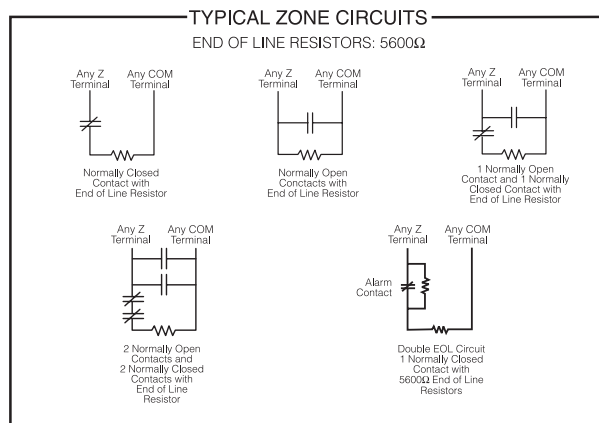 TYPICAL ZONE CIRCUITS
END OF LINE RESISTORS: 5600Ω
Any Z Terminal
Any COM Terminal
Normally Closed
Contact with
End of Line Resistor
Any Z Terminal
Any COM Terminal
Normally Open
Conctacts with
End of Line Resistor
Any Z Terminal
Any COM Terminal
1 Normally Open
Contact and 1 Normally
Closed Contact with
End of Line Resistor
Any Z Terminal
Any COM Terminal
2 Normally Open
Contacts and
2 Normally Closed
Contacts with
End of Line
Resistor
Any Z Terminal
Any COM Terminal
Alarm
Contact
Double EOL Circuit
1 Normally Closed
Contact with
5600Ω End of Line
Resistors